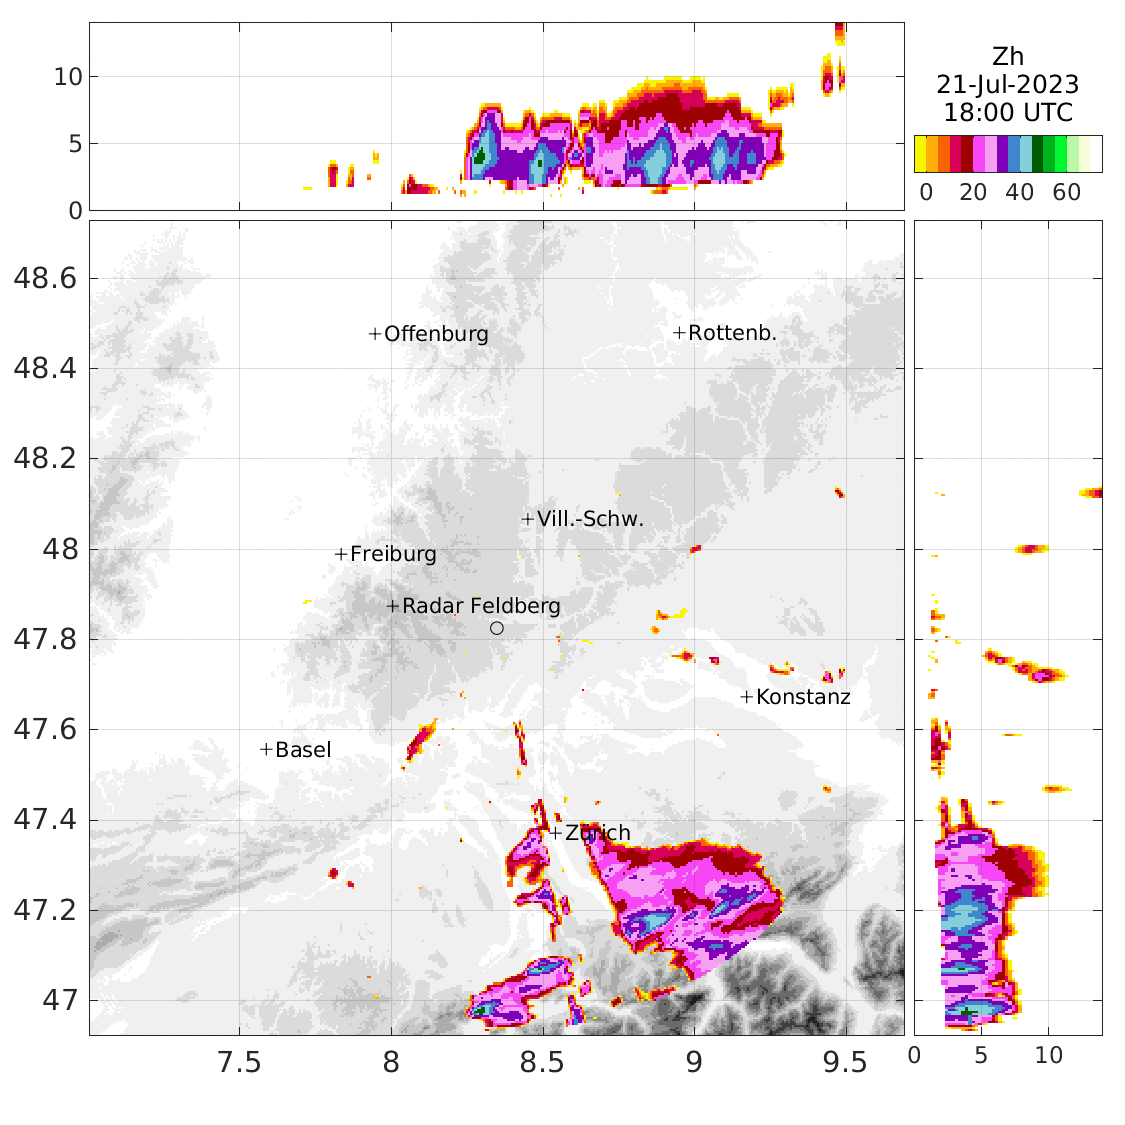 10
5
0
Zh
21-Jul-2023
18:00 UTC
0 20 40 60
48.6
48.4
48.2
48
47.8
47.6
47.4
47.2
47
Offenburg
Rottenb.
Vill.-Schw.
Freiburg
Radar Feldberg
Konstanz
Basel
Zürich
7.5 8 8.5 9 9.5
0 5 10